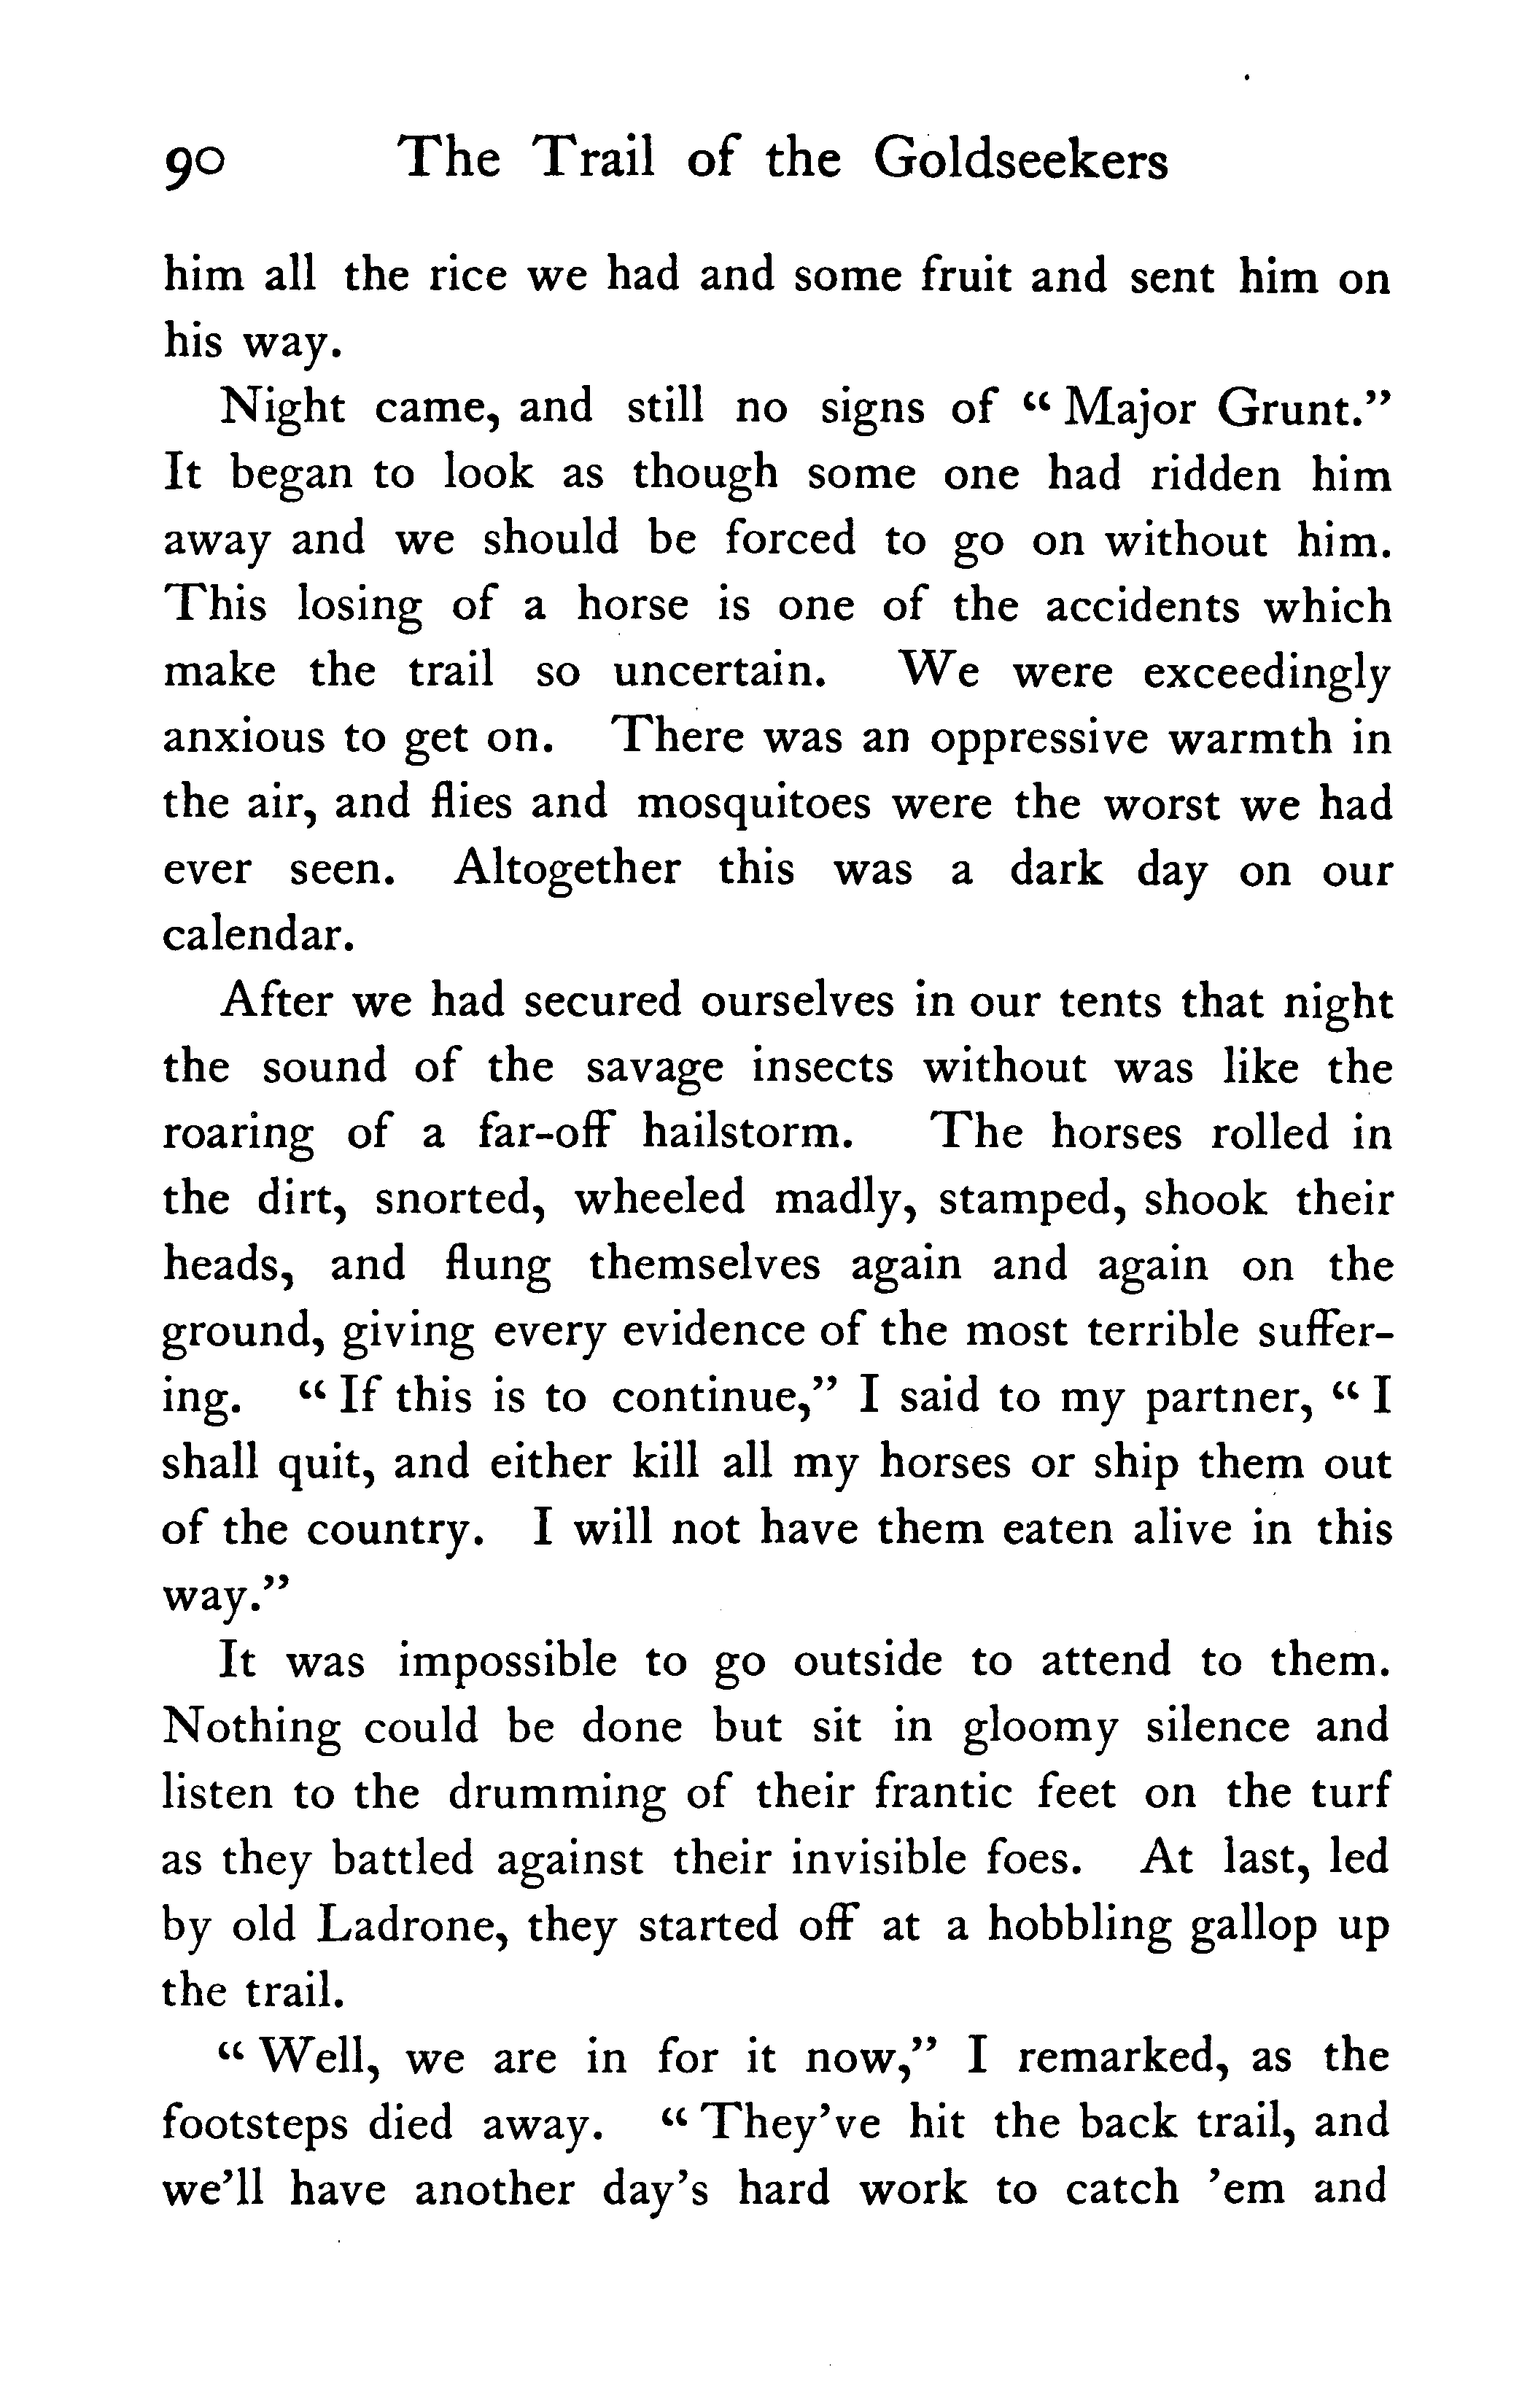 90 The Trail of the Goldseekers
him all the rice we had and some fruit and sent him on
his way.
Night came, and still no signs of “Major Grunt.”
It began to look as though some one had ridden him
away and we should be forced to go on without him.
This losing of a horse is one of the accidents which
make the trail so uncertain. We were exceedingly
anxious to get on. There was an oppressive warmth in
the air, and flies and mosquitoes were the worst we had
ever seen. Altogether this was a dark day on our
calendar.
After we had secured ourselves in our tents that night
the sound of the savage insects without was like the
roaring of a far-off hailstorm. The horses rolled in
the dirt, snorted, wheeled madly, stamped, shook their
heads, and flung themselves again and again on the
ground, giving every evidence of the most terrible suffer-
ing. “If this is to continue,” I said to my partner, “I
shall quit, and either kill all my horses or ship them out
of the country. I will not have them eaten alive in this
way.”
It was impossible to go outside to attend to them.
Nothing could be done but sit in gloomy silence and
listen to the drumming of their frantic feet on the turf
as they battled against their invisible foes. At last, led
by old Ladrone, they started off at a hobbling gallop up
the trail.
“Well, we are in for it now,” I remarked, as the
footsteps died away. “They’ve hit the back trail, and
we’ll have another day’s hard work to catch ’em and